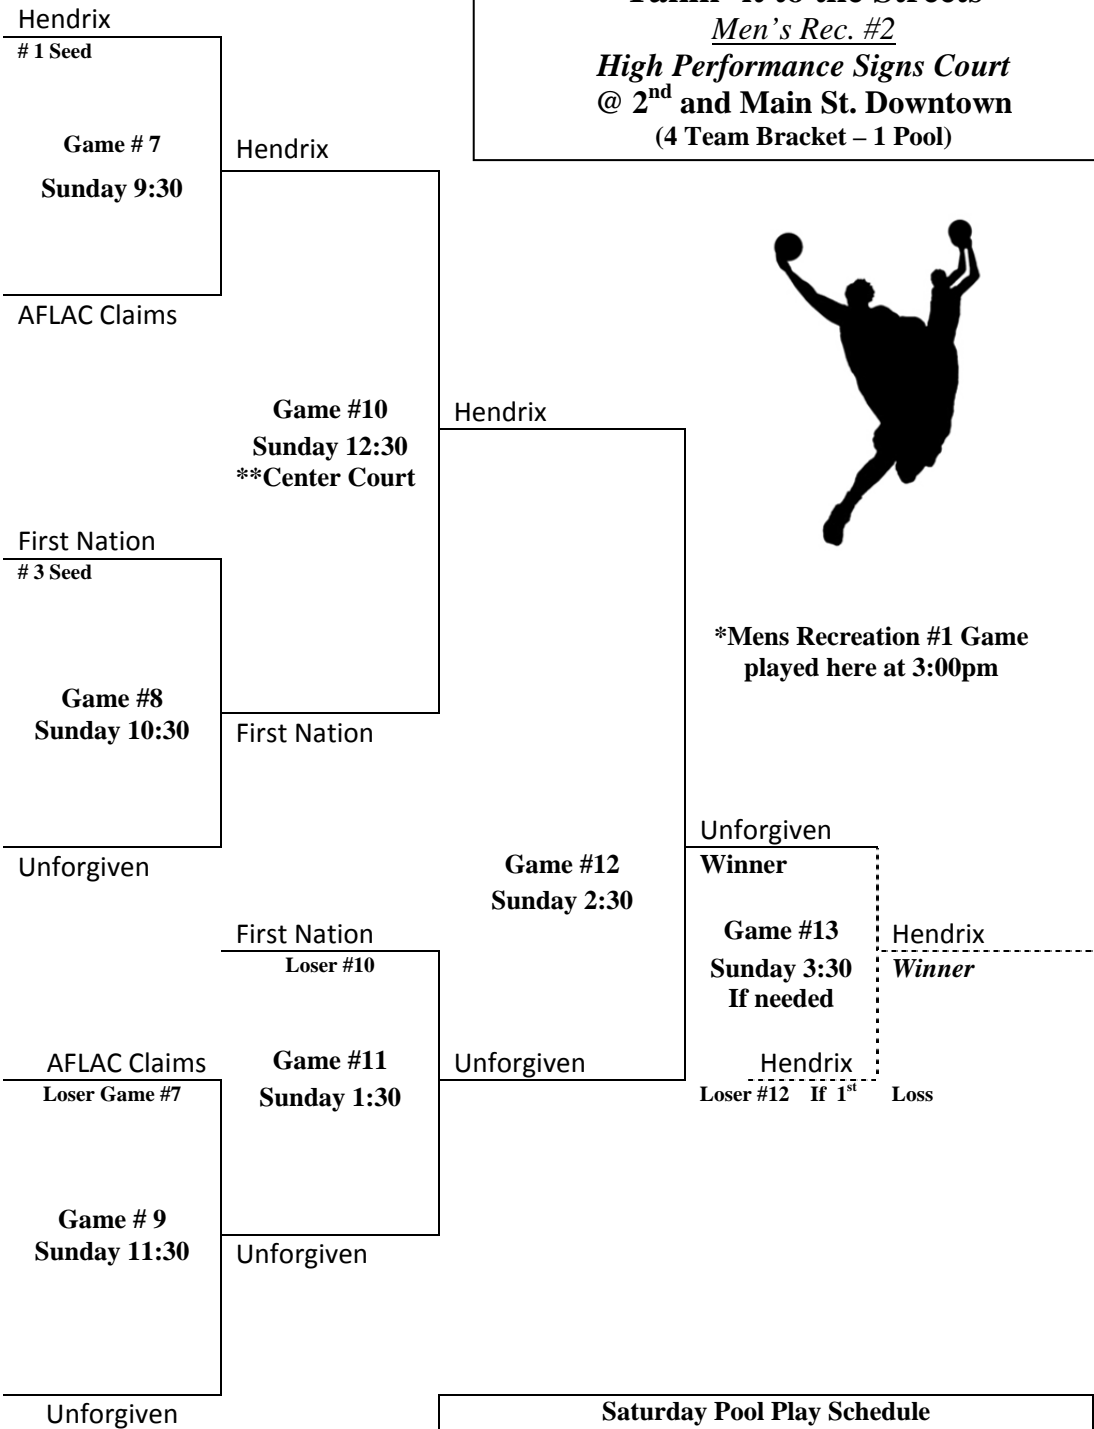 Takin' it to the Streets
Men's Rec. #2
High Performance Signs Court
@ 2nd and Main St. Downtown
(4 Team Bracket – 1 Pool)
Hendrix
# 1 Seed
Game # 7
Sunday 9:30
Hendrix
AFLAC Claims
Game #10
Sunday 12:30
**Center Court
Hendrix
First Nation
# 3 Seed
Game #8
Sunday 10:30
First Nation
*Mens Recreation #1 Game
played here at 3:00pm
Unforgiven
Game #12
Sunday 2:30
Unforgiven
Winner
Game #13
Sunday 3:30
If needed
Hendrix
Winner
First Nation
Loser #10
AFLAC Claims
Loser Game #7
Game #11
Sunday 1:30
Unforgiven
Hendrix
Loser #12 If 1st Loss
Game # 9
Sunday 11:30
Unforgiven
Unforgiven
Saturday Pool Play Schedule